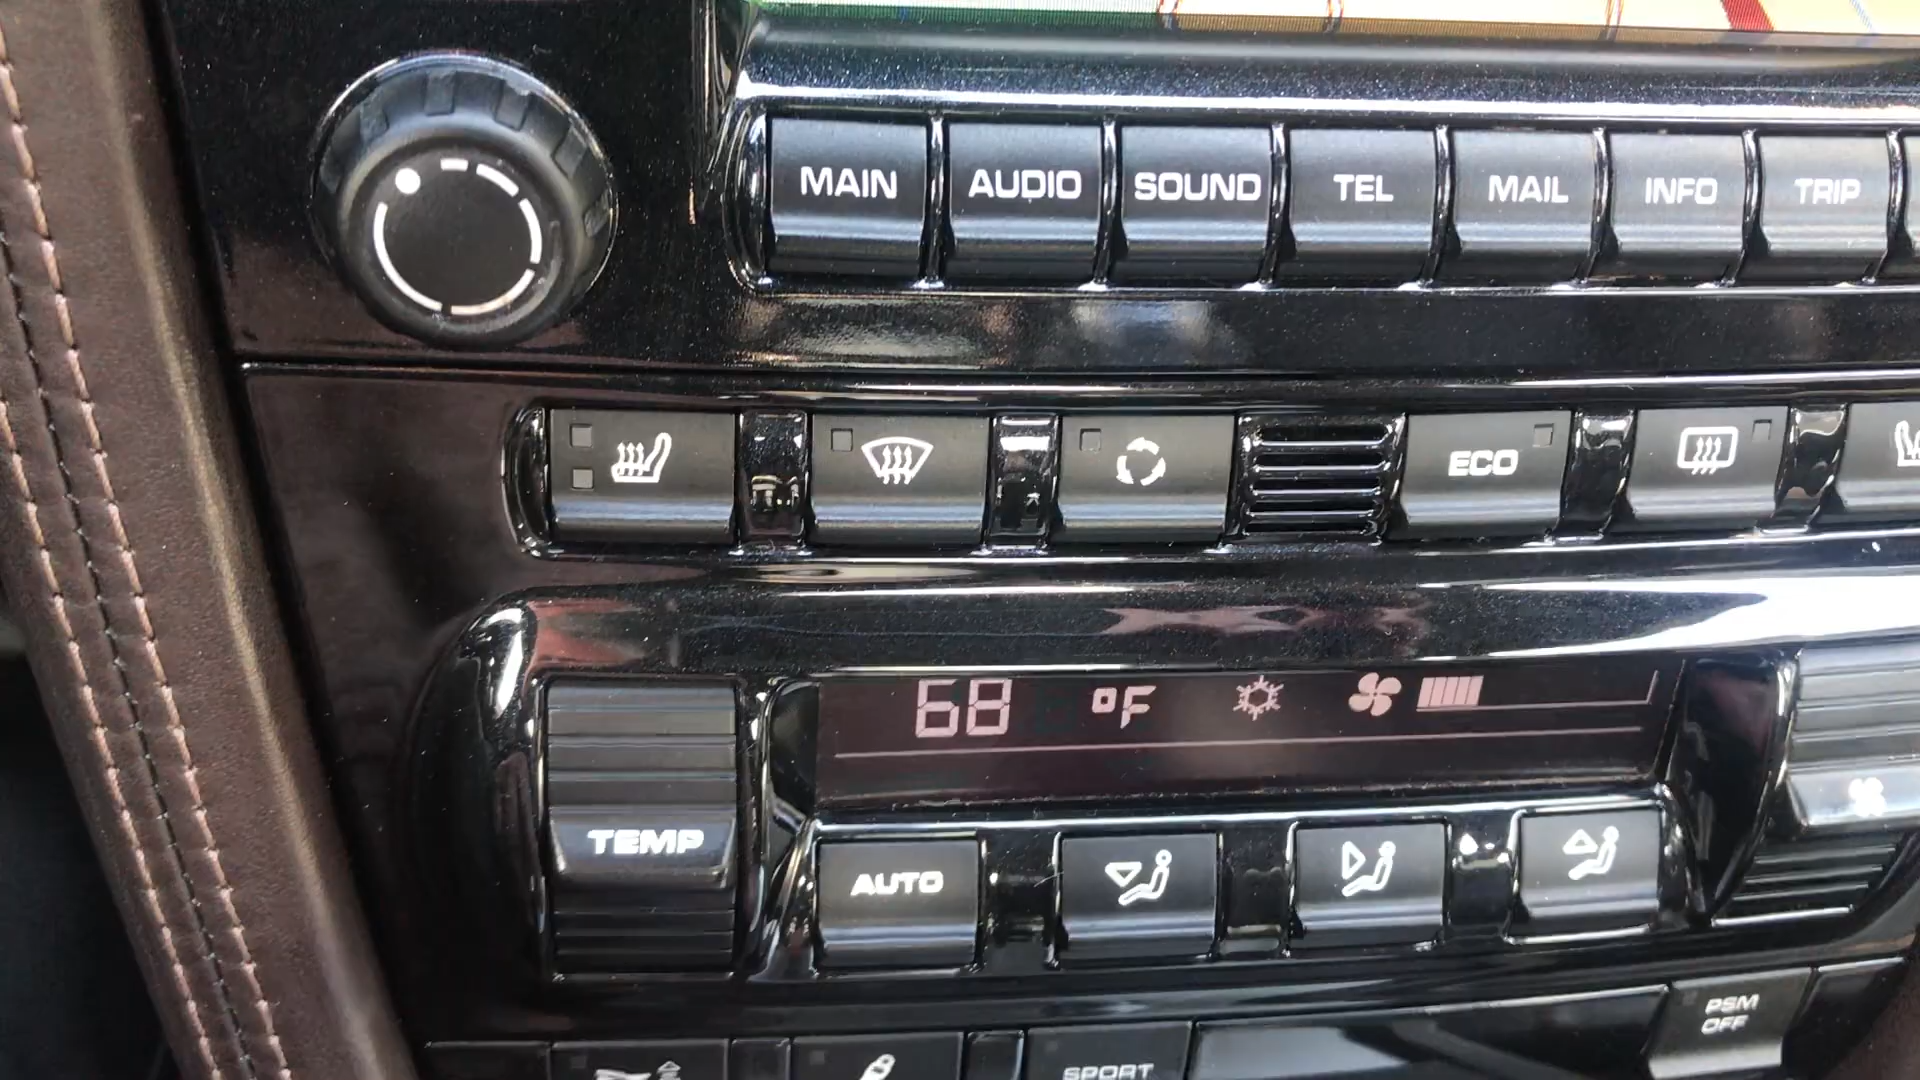 MAIN AUDIO SOUND TEL MAIL INFO TRIP
ECO
68 °F
TEMP
AUTO
PSM
OFF
SPORT